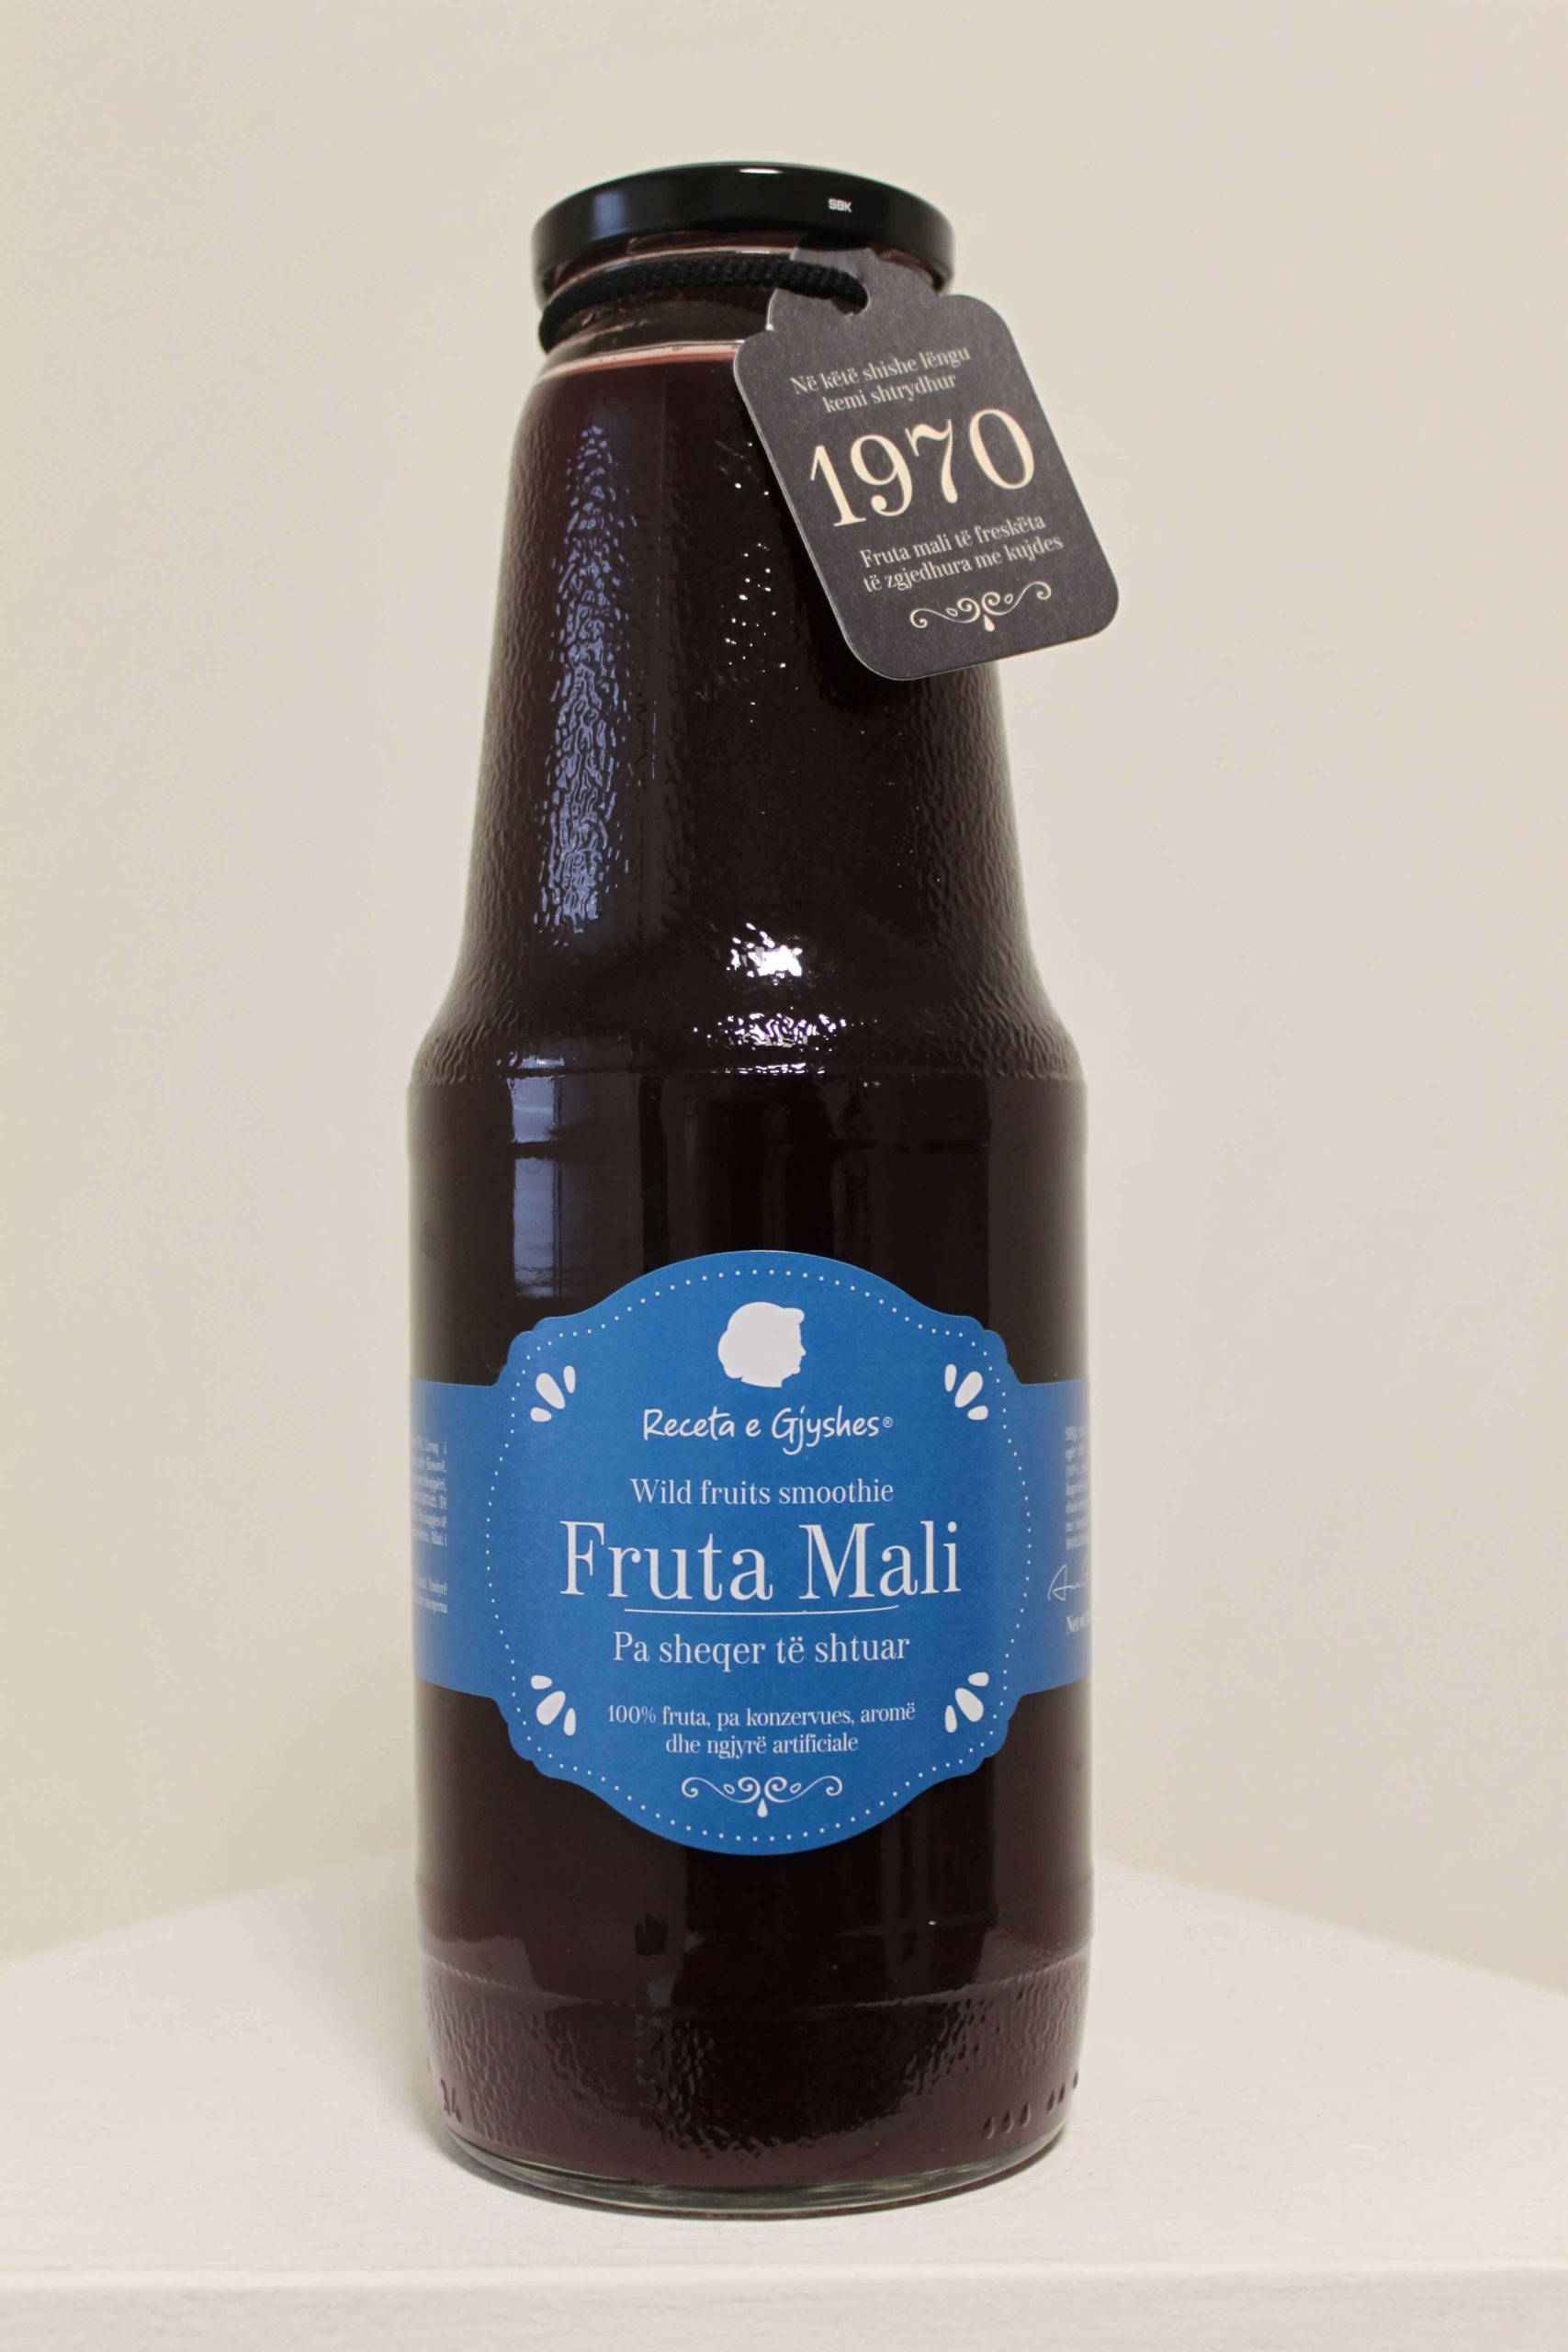 SBK
Në këtë shishe lëngu
kemi shtrydhur
1970
Fruta mali të freskëta
të zgjedhura me kujdes
Receta e Gjyshes®
Wild fruits smoothie
Fruta Mali
Pa sheqer të shtuar
100% fruta, pa konzervues, aromë
dhe ngjyrë artificiale